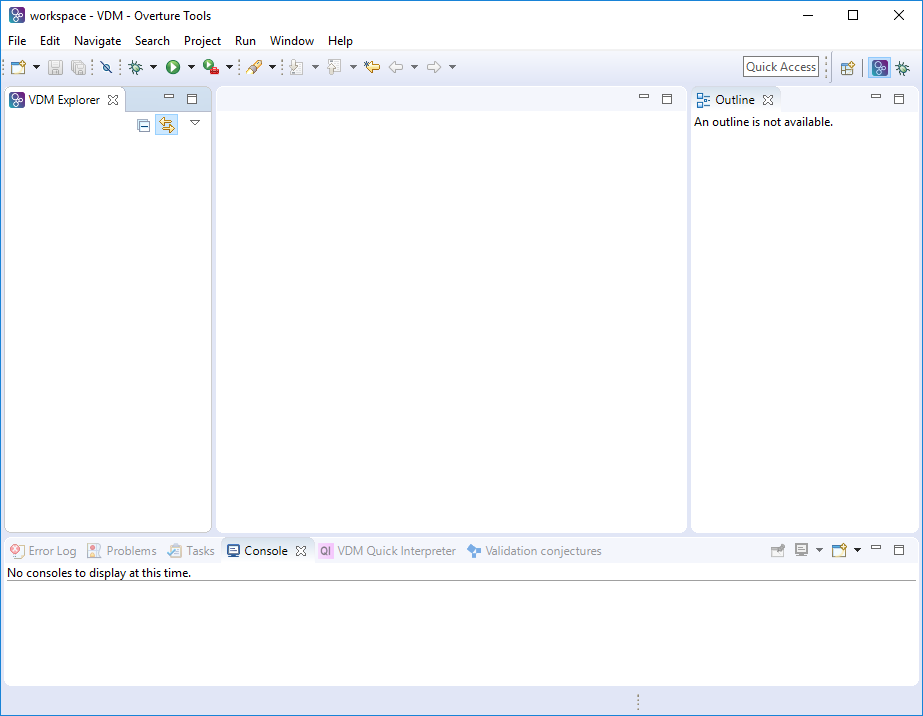 workspace - VDM - Overture Tools
File Edit Navigate Search Project Run Window Help
Quick Access
VDM Explorer
Outline
An outline is not available.
Error Log Problems Tasks Console QI VDM Quick Interpreter Validation conjectures
No consoles to display at this time.